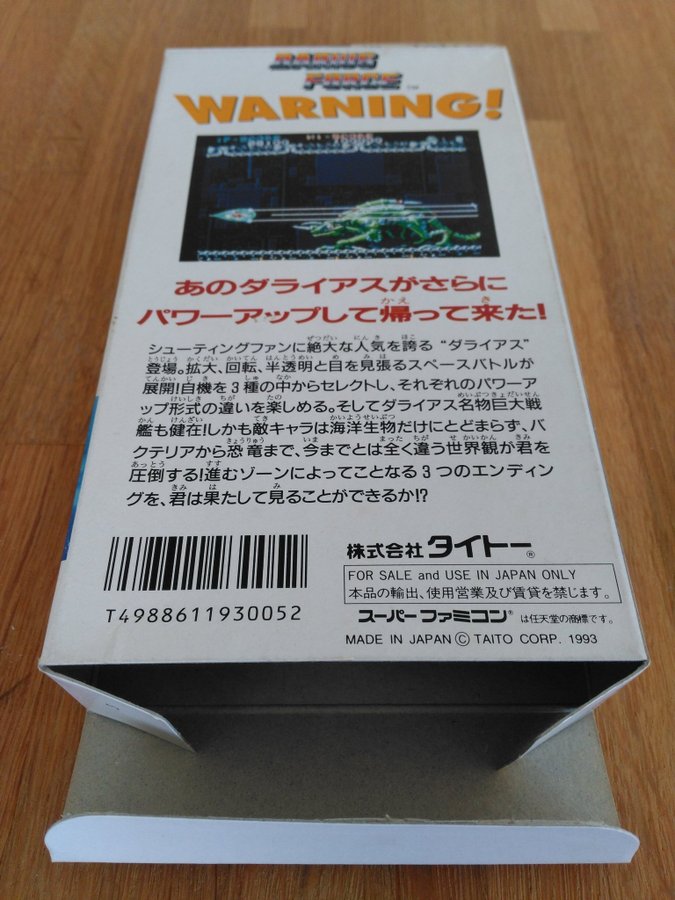 DARIUS
FORCE™
WARNING!
あのダライアスがさらに
パワーアップして帰って来た!
シューティングファンに絶大な人気を誇る“ダライアス”
登場。拡大、回転、半透明と目を見張るスペースバトルが
展開!自機を3種の中からセレクトし、それぞれのパワーア
ップ形式の違いを楽しめる。そしてダライアス名物巨大戦
艦も健在!しかも敵キャラは海洋生物だけにとどまらず、バ
クテリアから恐竜まで、今までとは全く違う世界観が君を
圧倒する!進むゾーンによってことなる3つのエンディン
グを、君は果たして見ることができるか!?
株式会社タイトー®
T4988611930052
FOR SALE and USE IN JAPAN ONLY
本品の輸出、使用営業及び賃貸を禁じます。
スーパーファミコン®は任天堂の商標です。
MADE IN JAPAN © TAITO CORP. 1993